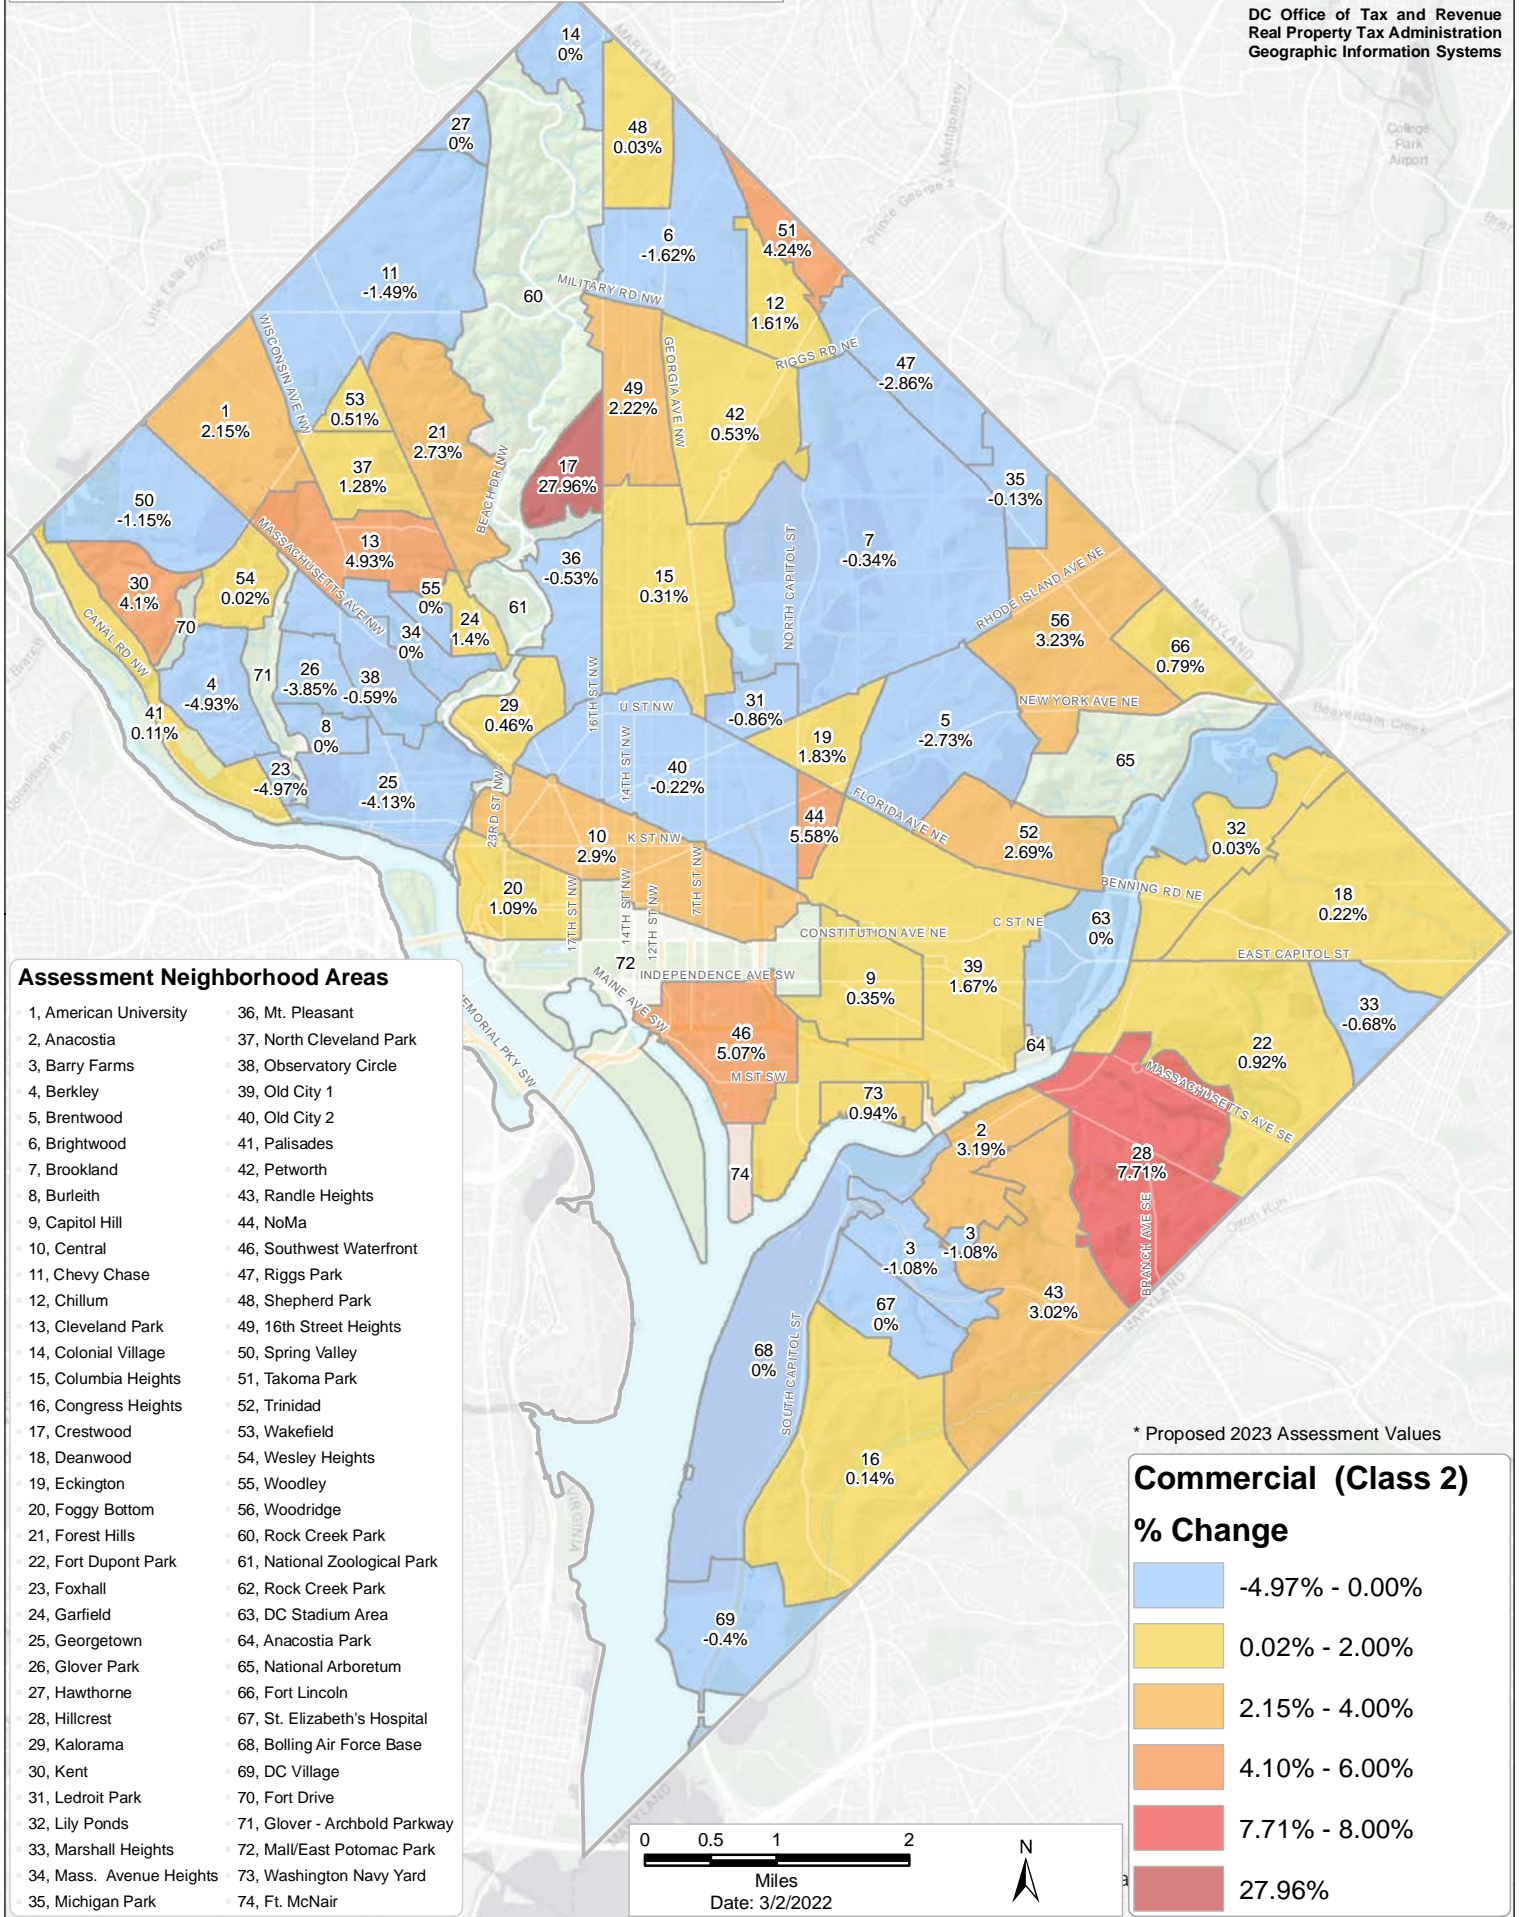 DC Office of Tax and Revenue
Real Property Tax Administration
Geographic Information Systems
14
0%
MARYLAND
27
0%
48
0.03%
Prince George's
Montgomery
College
Park
Airport
51
4.24%
6
-1.62%
11
-1.49%
60
MILITARY RD NW
12
1.61%
RIGGS RD NE
Little Falls Branch
WISCONSIN AVE NW
GEORGIA AVE NW
47
-2.86%
1
2.15%
53
0.51%
49
2.22%
42
0.53%
21
2.73%
37
1.28%
17
27.96%
BEACH DR NW
35
-0.13%
50
-1.15%
MASSACHUSETTS AVE NW
13
4.93%
36
-0.53%
NORTH CAPITOL ST
7
-0.34%
RHODE ISLAND AVE NE
30
4.1%
54
0.02%
55
0%
15
0.31%
61
24
1.4%
56
3.23%
MARYLAND
CANAL RD NW
70
34
0%
66
0.79%
4
-4.93%
71
26
-3.85%
38
-0.59%
16TH ST NW
31
-0.86%
NEW YORK AVE NE
U ST NW
29
0.46%
8
0%
41
0.11%
5
-2.73%
Beaverdam Creek
19
1.83%
65
14TH ST NW
40
-0.22%
23
-4.97%
25
-4.13%
23RD ST NW
FLORIDA AVE NE
44
5.58%
10
2.9%
K ST NW
52
2.69%
32
0.03%
7TH ST NW
20
1.09%
17TH ST NW
14TH ST NW
12TH ST NW
BENNING RD NE
18
0.22%
63
0%
C ST NE
CONSTITUTION AVE NE
EAST CAPITOL ST
72
INDEPENDENCE AVE SW
MAINE AVE SW
9
0.35%
39
1.67%
33
-0.68%
46
5.07%
64
22
0.92%
M ST SW
MEMORIAL PKY SW
MASSACHUSETTS AVE SE
73
0.94%
2
3.19%
28
7.71%
74
BRANCH AVE SE
Oxon Run
3
-1.08%
3
-1.08%
43
3.02%
MARYLAND
67
0%
68
0%
SOUTH CAPITOL ST
16
0.14%
VIRGINIA
69
-0.4%
MARYLAND
Assessment Neighborhood Areas
1, American University
2, Anacostia
3, Barry Farms
4, Berkley
5, Brentwood
6, Brightwood
7, Brookland
8, Burleith
9, Capitol Hill
10, Central
11, Chevy Chase
12, Chillum
13, Cleveland Park
14, Colonial Village
15, Columbia Heights
16, Congress Heights
17, Crestwood
18, Deanwood
19, Eckington
20, Foggy Bottom
21, Forest Hills
22, Fort Dupont Park
23, Foxhall
24, Garfield
25, Georgetown
26, Glover Park
27, Hawthorne
28, Hillcrest
29, Kalorama
30, Kent
31, Ledroit Park
32, Lily Ponds
33, Marshall Heights
34, Mass. Avenue Heights
35, Michigan Park
36, Mt. Pleasant
37, North Cleveland Park
38, Observatory Circle
39, Old City 1
40, Old City 2
41, Palisades
42, Petworth
43, Randle Heights
44, NoMa
46, Southwest Waterfront
47, Riggs Park
48, Shepherd Park
49, 16th Street Heights
50, Spring Valley
51, Takoma Park
52, Trinidad
53, Wakefield
54, Wesley Heights
55, Woodley
56, Woodridge
60, Rock Creek Park
61, National Zoological Park
62, Rock Creek Park
63, DC Stadium Area
64, Anacostia Park
65, National Arboretum
66, Fort Lincoln
67, St. Elizabeth's Hospital
68, Bolling Air Force Base
69, DC Village
70, Fort Drive
71, Glover - Archbold Parkway
72, Mall/East Potomac Park
73, Washington Navy Yard
74, Ft. McNair
* Proposed 2023 Assessment Values
Commercial (Class 2)
% Change
-4.97% - 0.00%
0.02% - 2.00%
2.15% - 4.00%
4.10% - 6.00%
7.71% - 8.00%
27.96%
0 0.5 1 2
Miles
Date: 3/2/2022
N